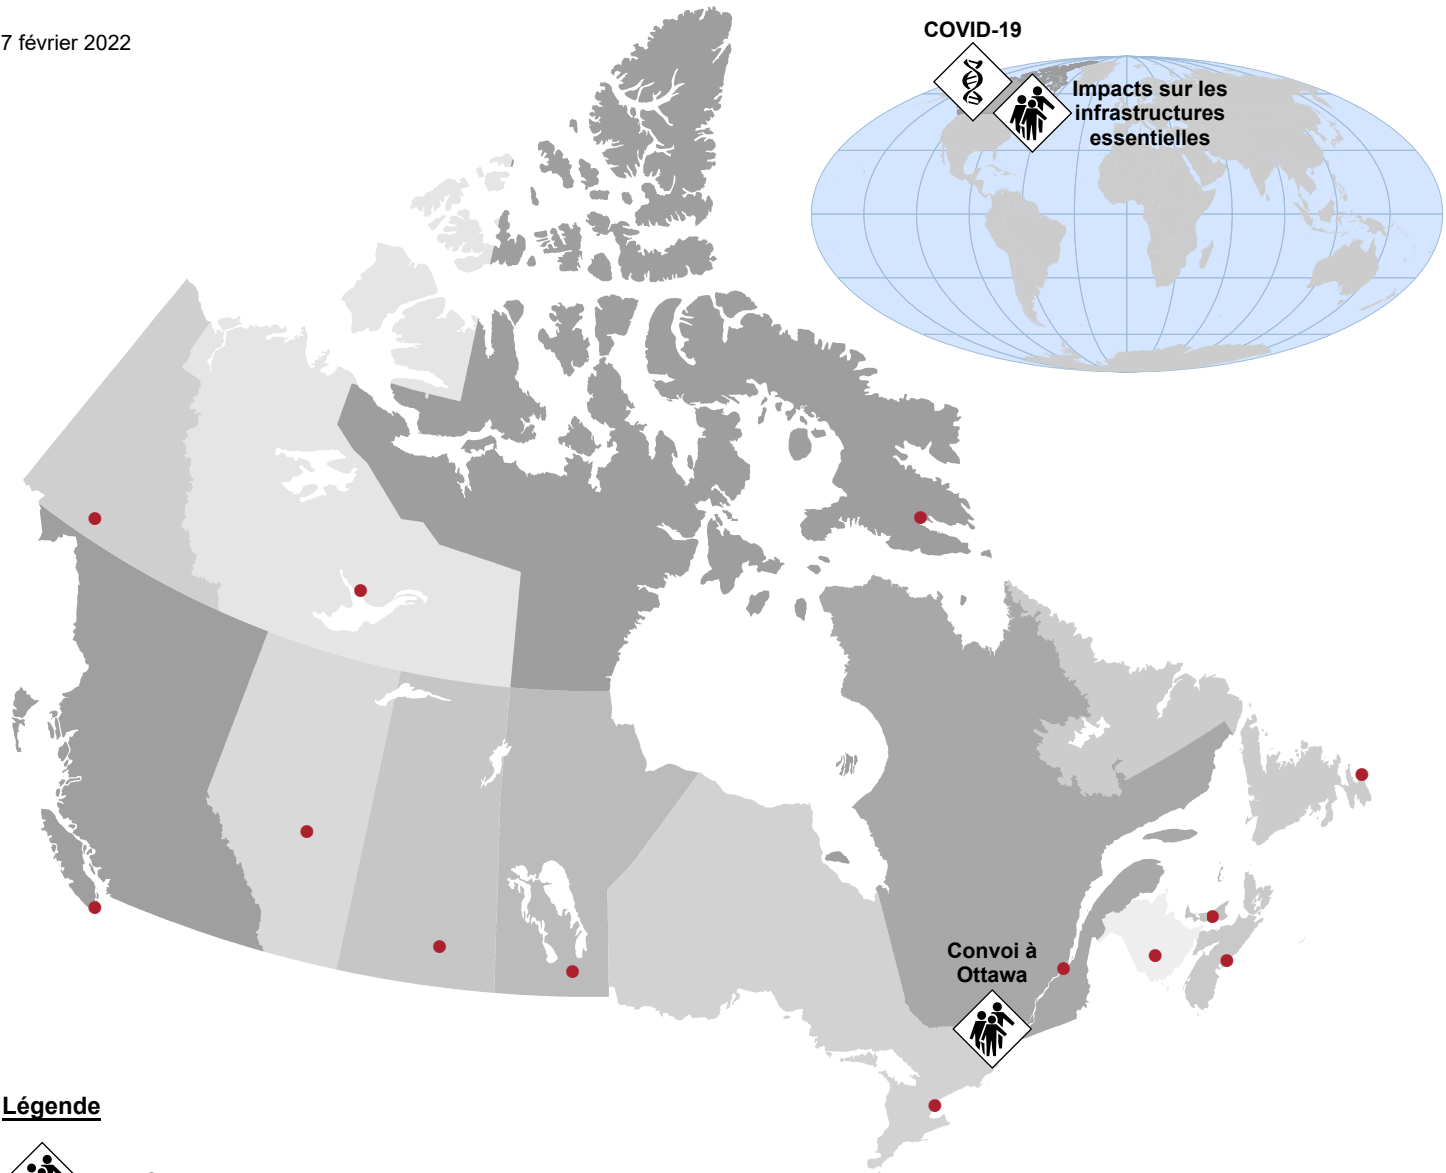 7 février 2022
COVID-19
Impacts sur les
infrastructures
essentielles
Convoi à
Ottawa
Légende